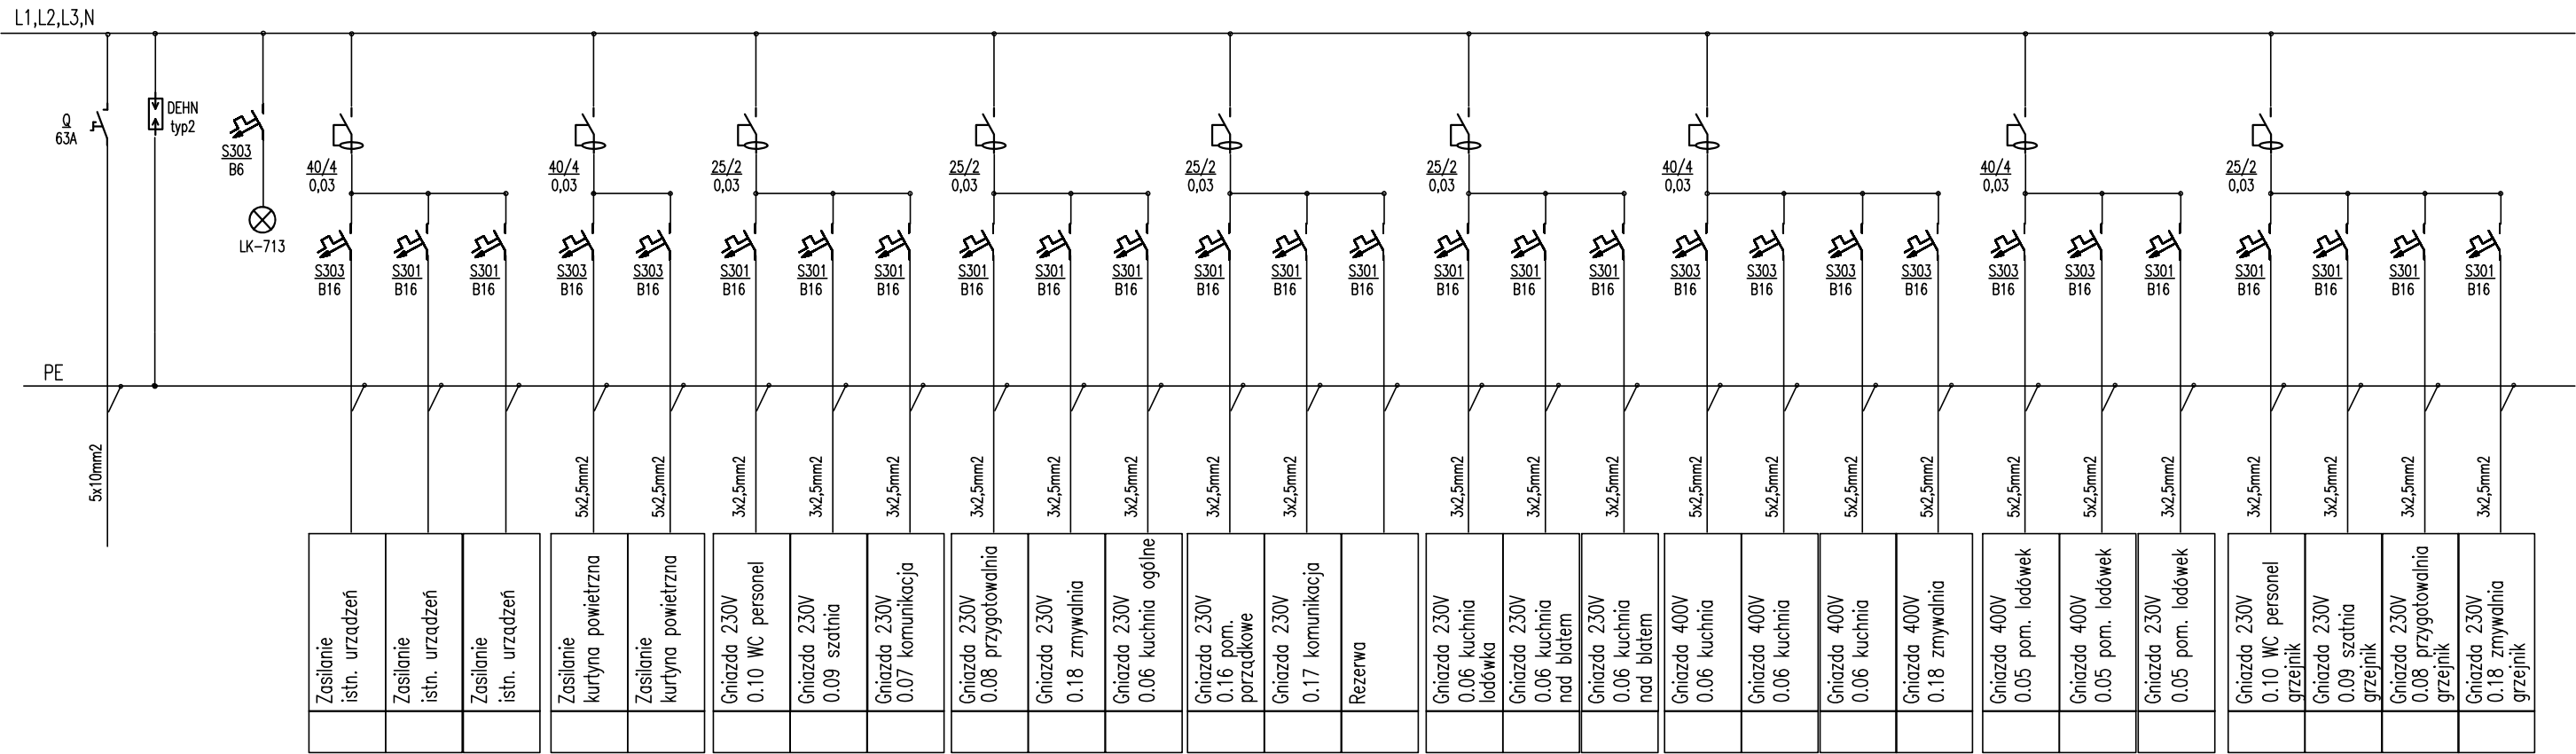 L1,L2,L3,N
Q
63A
DEHN
typ2
S303
B6
LK-713
40/4
0,03
40/4
0,03
25/2
0,03
25/2
0,03
25/2
0,03
25/2
0,03
40/4
0,03
40/4
0,03
25/2
0,03
S303
B16
S301
B16
S301
B16
S303
B16
S303
B16
S301
B16
S301
B16
S301
B16
S301
B16
S301
B16
S301
B16
S301
B16
S301
B16
S301
B16
S301
B16
S301
B16
S301
B16
S303
B16
S303
B16
S303
B16
S303
B16
S303
B16
S303
B16
S301
B16
S301
B16
S301
B16
S301
B16
S301
B16
PE
5x10mm2
5x2,5mm2
5x2,5mm2
3x2,5mm2
3x2,5mm2
3x2,5mm2
3x2,5mm2
3x2,5mm2
3x2,5mm2
3x2,5mm2
3x2,5mm2
3x2,5mm2
3x2,5mm2
3x2,5mm2
5x2,5mm2
5x2,5mm2
5x2,5mm2
5x2,5mm2
5x2,5mm2
5x2,5mm2
3x2,5mm2
3x2,5mm2
3x2,5mm2
3x2,5mm2
3x2,5mm2
Zasilanie
istn. urządzeń
Zasilanie
istn. urządzeń
Zasilanie
istn. urządzeń
Zasilanie
kurtyna powietrzna
Zasilanie
kurtyna powietrzna
Gniazda 230V
0.10 WC personel
Gniazda 230V
0.09 szatnia
Gniazda 230V
0.07 komunikacja
Gniazda 230V
0.08 przygotowalnia
Gniazda 230V
0.18 zmywalnia
Gniazda 230V
0.06 kuchnia ogólne
Gniazda 230V
0.16 pom.
porządkowe
Gniazda 230V
0.17 komunikacja
Rezerwa
Gniazda 230V
0.06 kuchnia
lodówka
Gniazda 230V
0.06 kuchnia
nad blatem
Gniazda 230V
0.06 kuchnia
nad blatem
Gniazda 400V
0.06 kuchnia
Gniazda 400V
0.06 kuchnia
Gniazda 400V
0.06 kuchnia
Gniazda 400V
0.18 zmywalnia
Gniazda 400V
0.05 pom. lodówek
Gniazda 400V
0.05 pom. lodówek
Gniazda 230V
0.05 pom. lodówek
Gniazda 230V
0.10 WC personel
grzejnik
Gniazda 230V
0.09 szatnia
grzejnik
Gniazda 230V
0.08 przygotowalnia
grzejnik
Gniazda 230V
0.18 zmywalnia
grzejnik